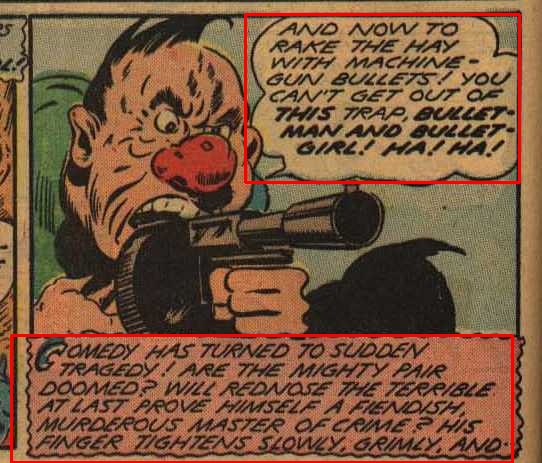 AND NOW TO
RAKE THE HAY
WITH MACHINE-
GUN BULLETS! YOU
CAN'T GET OUT OF
THIS TRAP, BULLET-
MAN AND BULLET-
GIRL! HA! HA!
COMEDY HAS TURNED TO SUDDEN
TRAGEDY! ARE THE MIGHTY PAIR
DOOMED? WILL REDNOSE THE TERRIBLE
AT LAST PROVE HIMSELF A FIENDISH,
MURDEROUS MASTER OF CRIME? HIS
FINGER TIGHTENS SLOWLY, GRIMLY, AND-